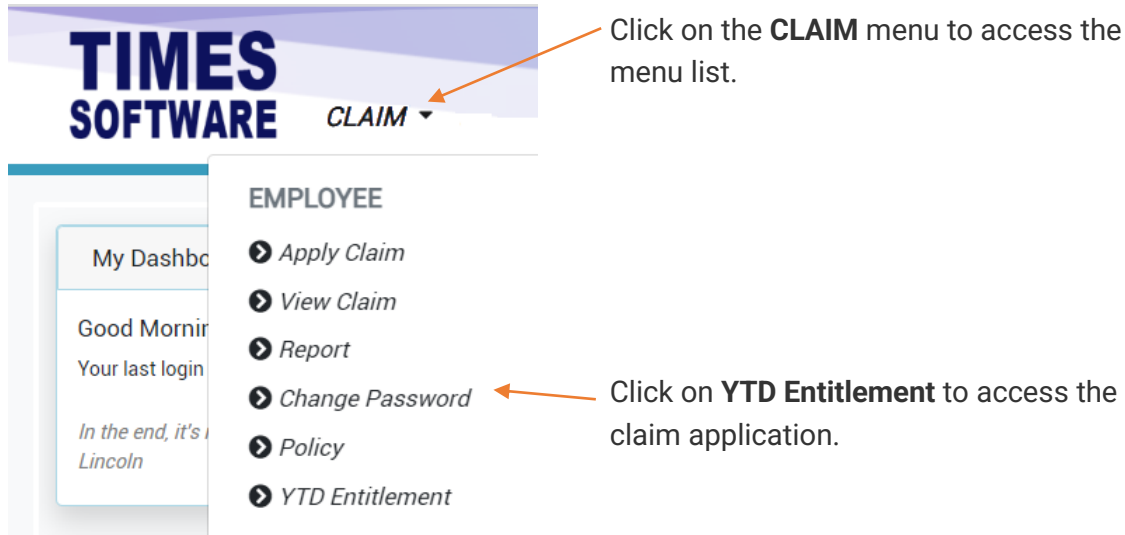 TIMES
SOFTWARE
CLAIM
Click on the CLAIM menu to access the
menu list.
EMPLOYEE
Apply Claim
View Claim
Report
Change Password
Policy
YTD Entitlement
My Dashbo
Good Mornin
Your last login
In the end, it's
Lincoln
Click on YTD Entitlement to access the
claim application.